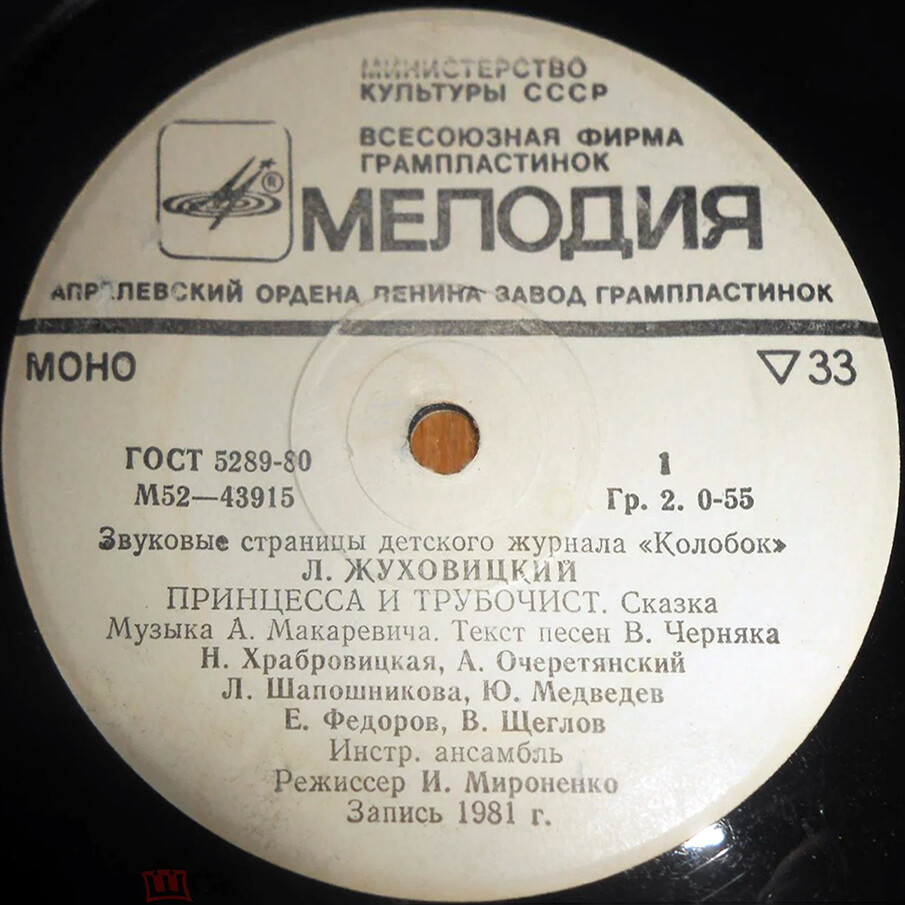 МИНИСТЕРСТВО
КУЛЬТУРЫ СССР
ВСЕСОЮЗНАЯ ФИРМА
ГРАМПЛАСТИНОК
®
МЕЛОДИЯ
АПРЕЛЕВСКИЙ ОРДЕНА ЛЕНИНА ЗАВОД ГРАМПЛАСТИНОК
МОНО ▽33
ГОСТ 5289-80 1
М52—43915 Гр. 2. 0-55
Звуковые страницы детского журнала «Колобок»
Л. ЖУХОВИЦКИЙ
ПРИНЦЕССА И ТРУБОЧИСТ. Сказка
Музыка А. Макаревича. Текст песен В. Черняка
Н. Храбровицкая, А. Очеретянский
Л. Шапошникова, Ю. Медведев
Е. Федоров, В. Щеглов
Инстр. ансамбль
Режиссер И. Мироненко
Запись 1981 г.